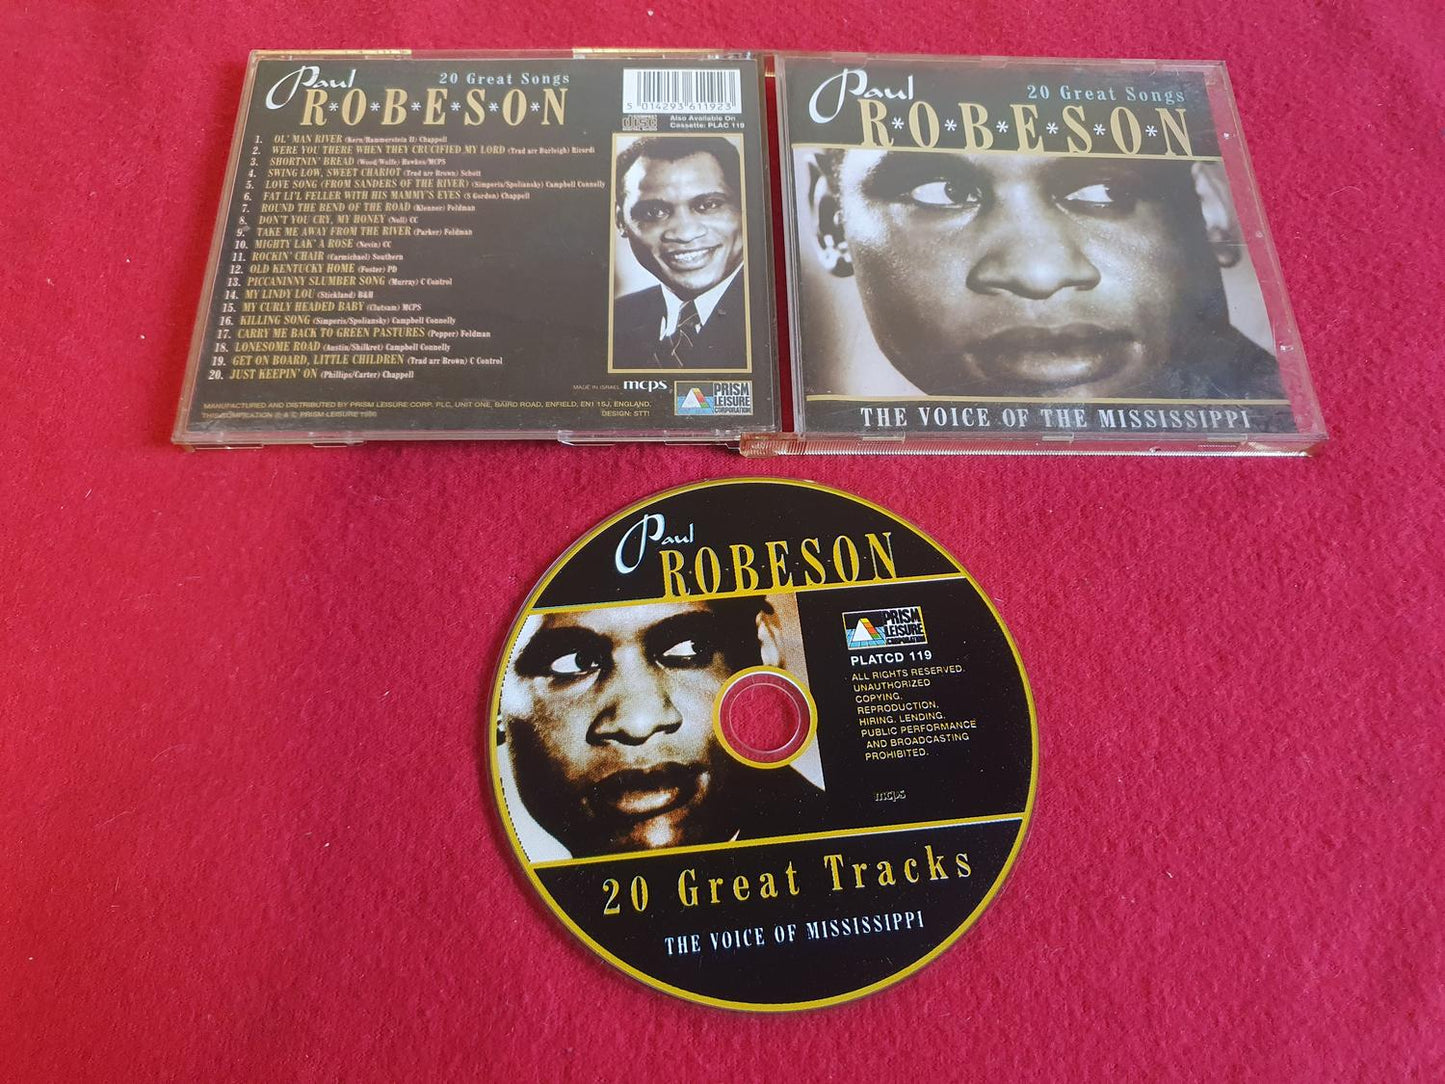 Paul
20 Great Songs
R*O*B*E*S*O*N
5 014293 611923
COMPACT
disc
DIGITAL AUDIO
Also Available On
Cassette: PLAC 119
1. OL' MAN RIVER (Kern/Hammerstein II) Chappell
2. WERE YOU THERE WHEN THEY CRUCIFIED MY LORD (Trad arr Burleigh) Ricordi
3. SHORTNIN' BREAD (Wood/Wolfe) Hawkes/MCPS
4. SWING LOW, SWEET CHARIOT (Trad arr Brown) Schott
5. LOVE SONG (FROM SANDERS OF THE RIVER) (Simperis/Spoliansky) Campbell Connelly
6. FAT LI'L FELLER WITH HIS MAMMY'S EYES (S Gordon) Chappell
7. ROUND THE BEND OF THE ROAD (Klenner) Feldman
8. DON'T YOU CRY, MY HONEY (Noll) CC
9. TAKE ME AWAY FROM THE RIVER (Parker) Feldman
10. MIGHTY LAK' A ROSE (Nevin) CC
11. ROCKIN' CHAIR (Carmichael) Southern
12. OLD KENTUCKY HOME (Foster) PD
13. PICCANINNY SLUMBER SONG (Murray) C Control
14. MY LINDY LOU (Stickland) B&H
15. MY CURLY HEADED BABY (Clutsam) MCPS
16. KILLING SONG (Simperis/Spoliansky) Campbell Connelly
17. CARRY ME BACK TO GREEN PASTURES (Pepper) Feldman
18. LONESOME ROAD (Austin/Shilkret) Campbell Connelly
19. GET ON BOARD, LITTLE CHILDREN (Trad arr Brown) C Control
20. JUST KEEPIN' ON (Phillips/Carter) Chappell
MADE IN ISRAEL mcps
PRISM
LEISURE
CORPORATION
MANUFACTURED AND DISTRIBUTED BY PRISM LEISURE CORP. PLC, UNIT ONE, BAIRD ROAD, ENFIELD, EN1 1SJ, ENGLAND.
THIS COMPILATION ℗ & © PRISM LEISURE DESIGN: STT!
Paul
20 Great Songs
R*O*B*E*S*O*N
THE VOICE OF THE MISSISSIPPI
Paul
R·O·B·E·S·O·N
PRISM
LEISURE
CORPORATION
PLATCD 119
ALL RIGHTS RESERVED.
UNAUTHORIZED
COPYING,
REPRODUCTION,
HIRING, LENDING,
PUBLIC PERFORMANCE
AND BROADCASTING
PROHIBITED.
mcps
20 Great Tracks
THE VOICE OF MISSISSIPPI